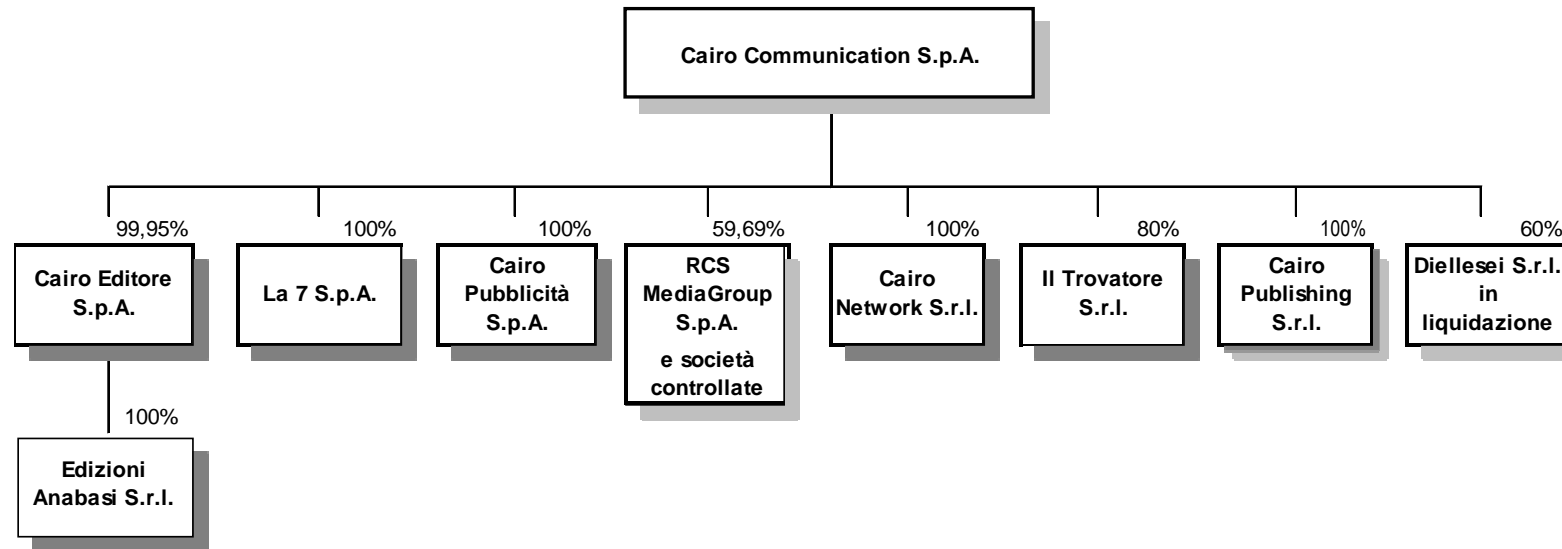 Cairo Communication S.p.A.
99,95%
Cairo Editore
S.p.A.
100%
La 7 S.p.A.
100%
Cairo
Pubblicità
S.p.A.
59,69%
RCS
MediaGroup
S.p.A.
e società
controllate
100%
Cairo
Network S.r.l.
80%
Il Trovatore
S.r.l.
100%
Cairo
Publishing
S.r.l.
60%
Diellesei S.r.l.
in
liquidazione
100%
Edizioni
Anabasi S.r.l.